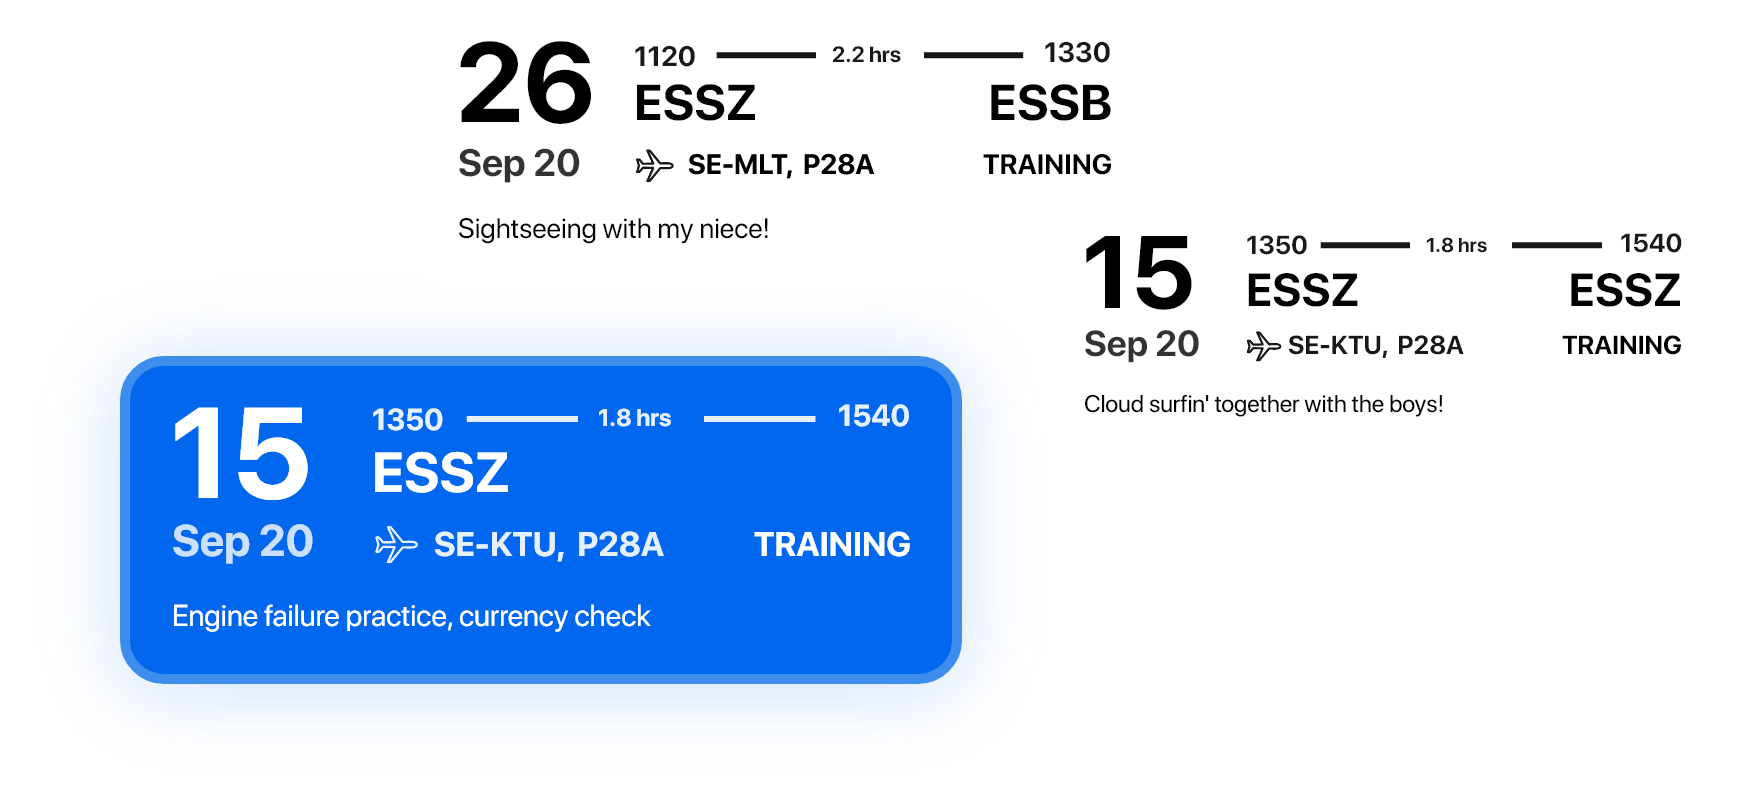 26 1120 2.2 hrs 1330
ESSZ ESSB
Sep 20 SE-MLT, P28A TRAINING
Sightseeing with my niece!
15 1350 1.8 hrs 1540
ESSZ ESSZ
Sep 20 SE-KTU, P28A TRAINING
Cloud surfin' together with the boys!
15 1350 1.8 hrs 1540
ESSZ
Sep 20 SE-KTU, P28A TRAINING
Engine failure practice, currency check